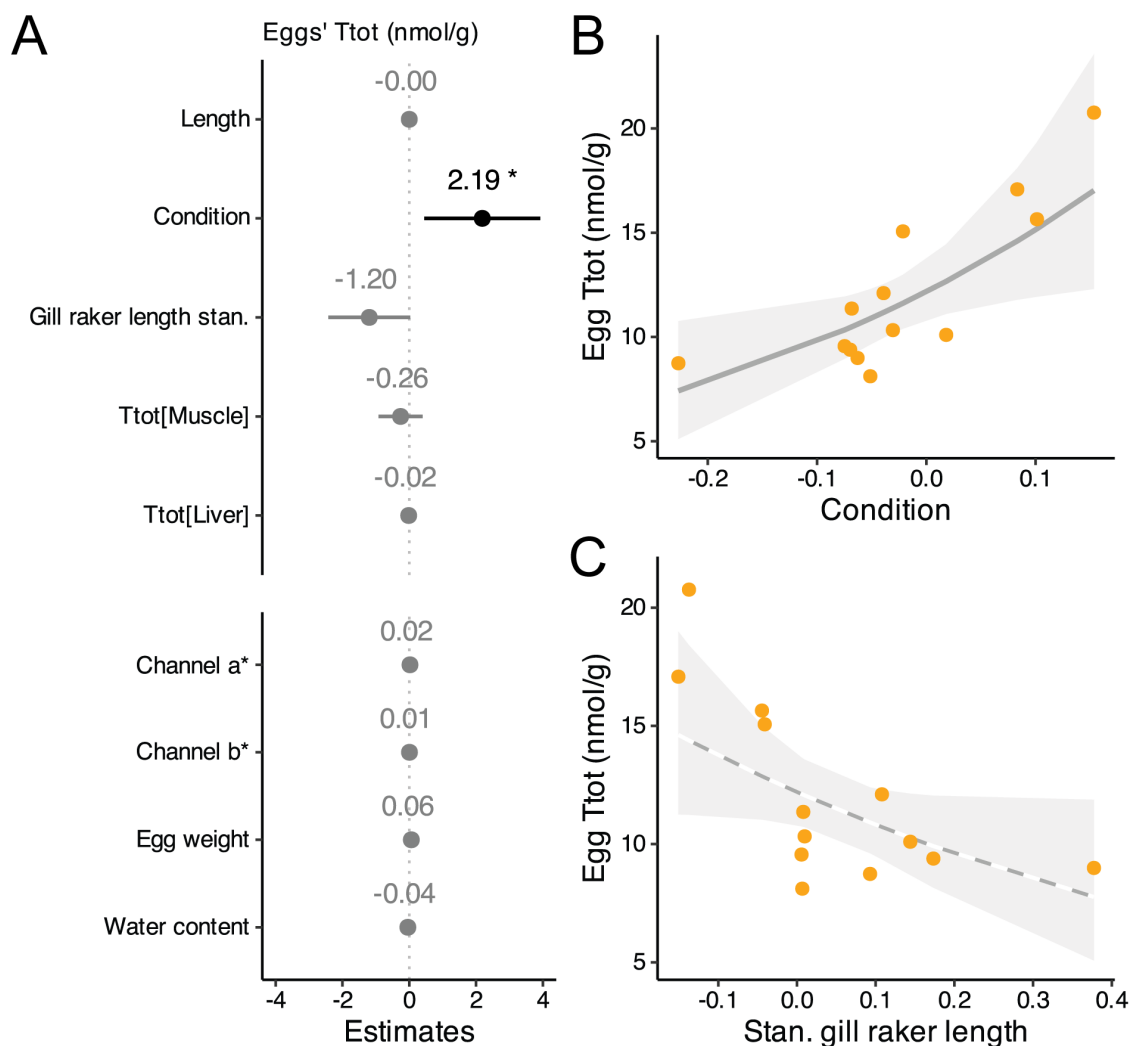 A
Eggs' Ttot (nmol/g)
-0.00
Length
2.19 *
Condition
-1.20
Gill raker length stan.
-0.26
Ttot[Muscle]
-0.02
Ttot[Liver]
0.02
Channel a*
0.01
Channel b*
0.06
Egg weight
-0.04
Water content
-4 -2 0 2 4
Estimates
B
Egg Ttot (nmol/g)
20
15
10
5
-0.2 -0.1 0.0 0.1
Condition
C
Egg Ttot (nmol/g)
20
15
10
5
-0.1 0.0 0.1 0.2 0.3 0.4
Stan. gill raker length